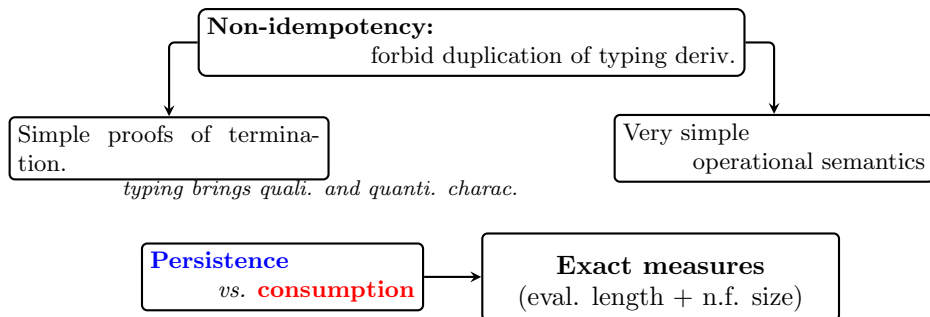 Non-idempotency:
forbid duplication of typing deriv.
Simple proofs of termina-
tion.
Very simple
operational semantics
typing brings quali. and quanti. charac.
Persistence
vs. consumption
Exact measures
(eval. length + n.f. size)